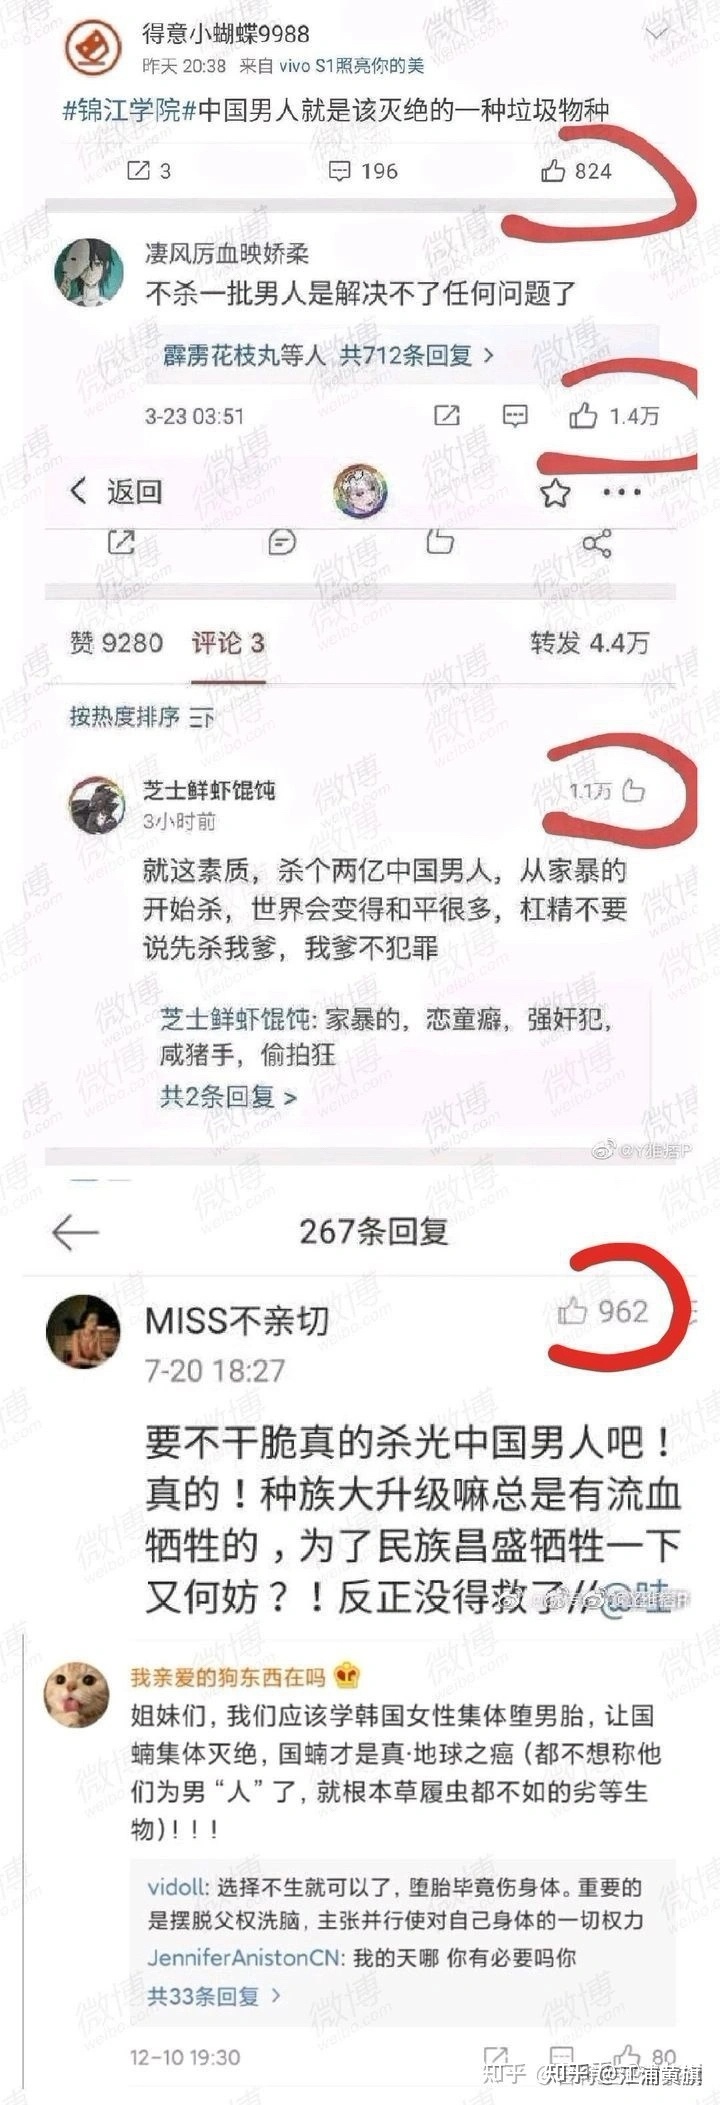 得意小蝴蝶9988
昨天 20:38 来自 vivo S1照亮你的美
#锦江学院#中国男人就是该灭绝的一种垃圾物种
3 196 824
凄风厉血映娇柔
不杀一批男人是解决不了任何问题了
霹雳花枝丸等人 共712条回复 >
3-23 03:51 1.4万
< 返回
赞 9280 评论 3 转发 4.4万
按热度排序
芝士鲜虾馄饨 1.1万
3小时前
就这素质，杀个两亿中国男人，从家暴的
开始杀，世界会变得和平很多，杠精不要
说先杀我爹，我爹不犯罪
芝士鲜虾馄饨: 家暴的，恋童癖，强奸犯，
咸猪手，偷拍狂
共2条回复 >
267条回复
MISS不亲切 962
7-20 18:27
要不干脆真的杀光中国男人吧！
真的！种族大升级嘛总是有流血
牺牲的，为了民族昌盛牺牲一下
又何妨？！反正没得救了//@哇
我亲爱的狗东西在吗
姐妹们，我们应该学韩国女性集体堕男胎，让国
蝻集体灭绝，国蝻才是真·地球之癌（都不想称他
们为男“人”了，就根本草履虫都不如的劣等生
物）！！！
vidoll: 选择不生就可以了，堕胎毕竟伤身体。重要的
是摆脱父权洗脑，主张并行使对自己身体的一切权力
JenniferAnistonCN: 我的天哪 你有必要吗你
共33条回复 >
12-10 19:30 80
知乎 @江浦黄旗
微博
weibo.com